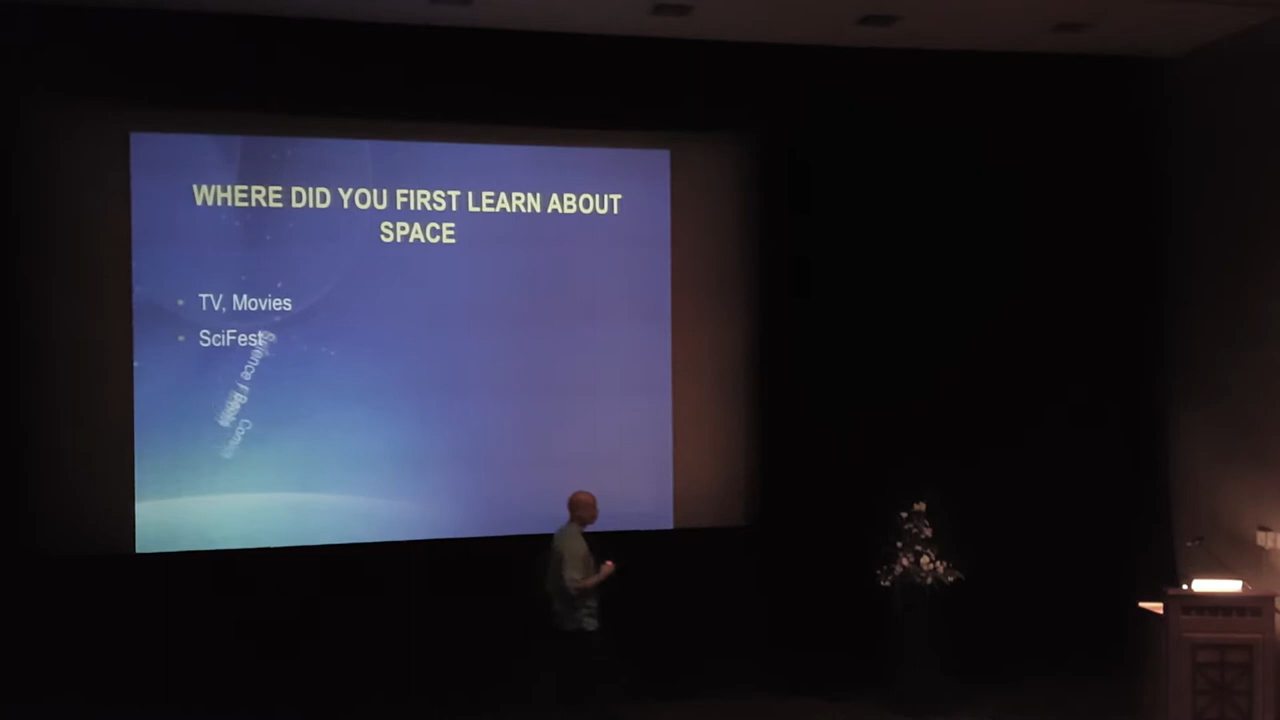 WHERE DID YOU FIRST LEARN ABOUT
SPACE
• TV, Movies
• SciFest